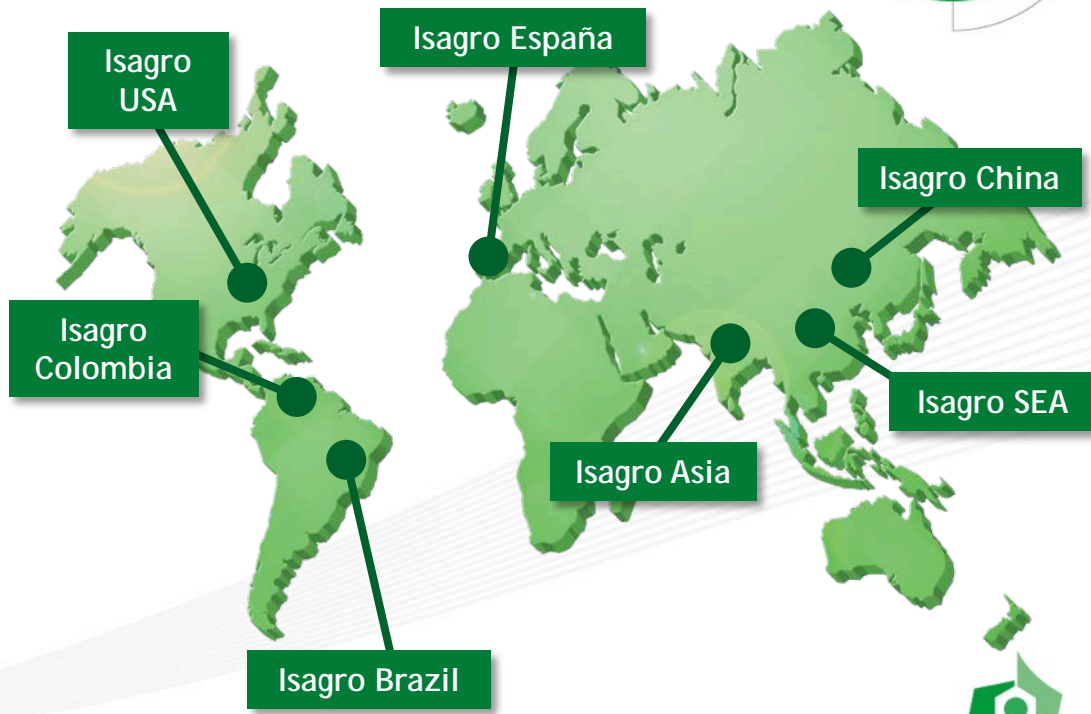 Isagro España
Isagro
USA
Isagro China
Isagro
Colombia
Isagro SEA
Isagro Asia
Isagro Brazil